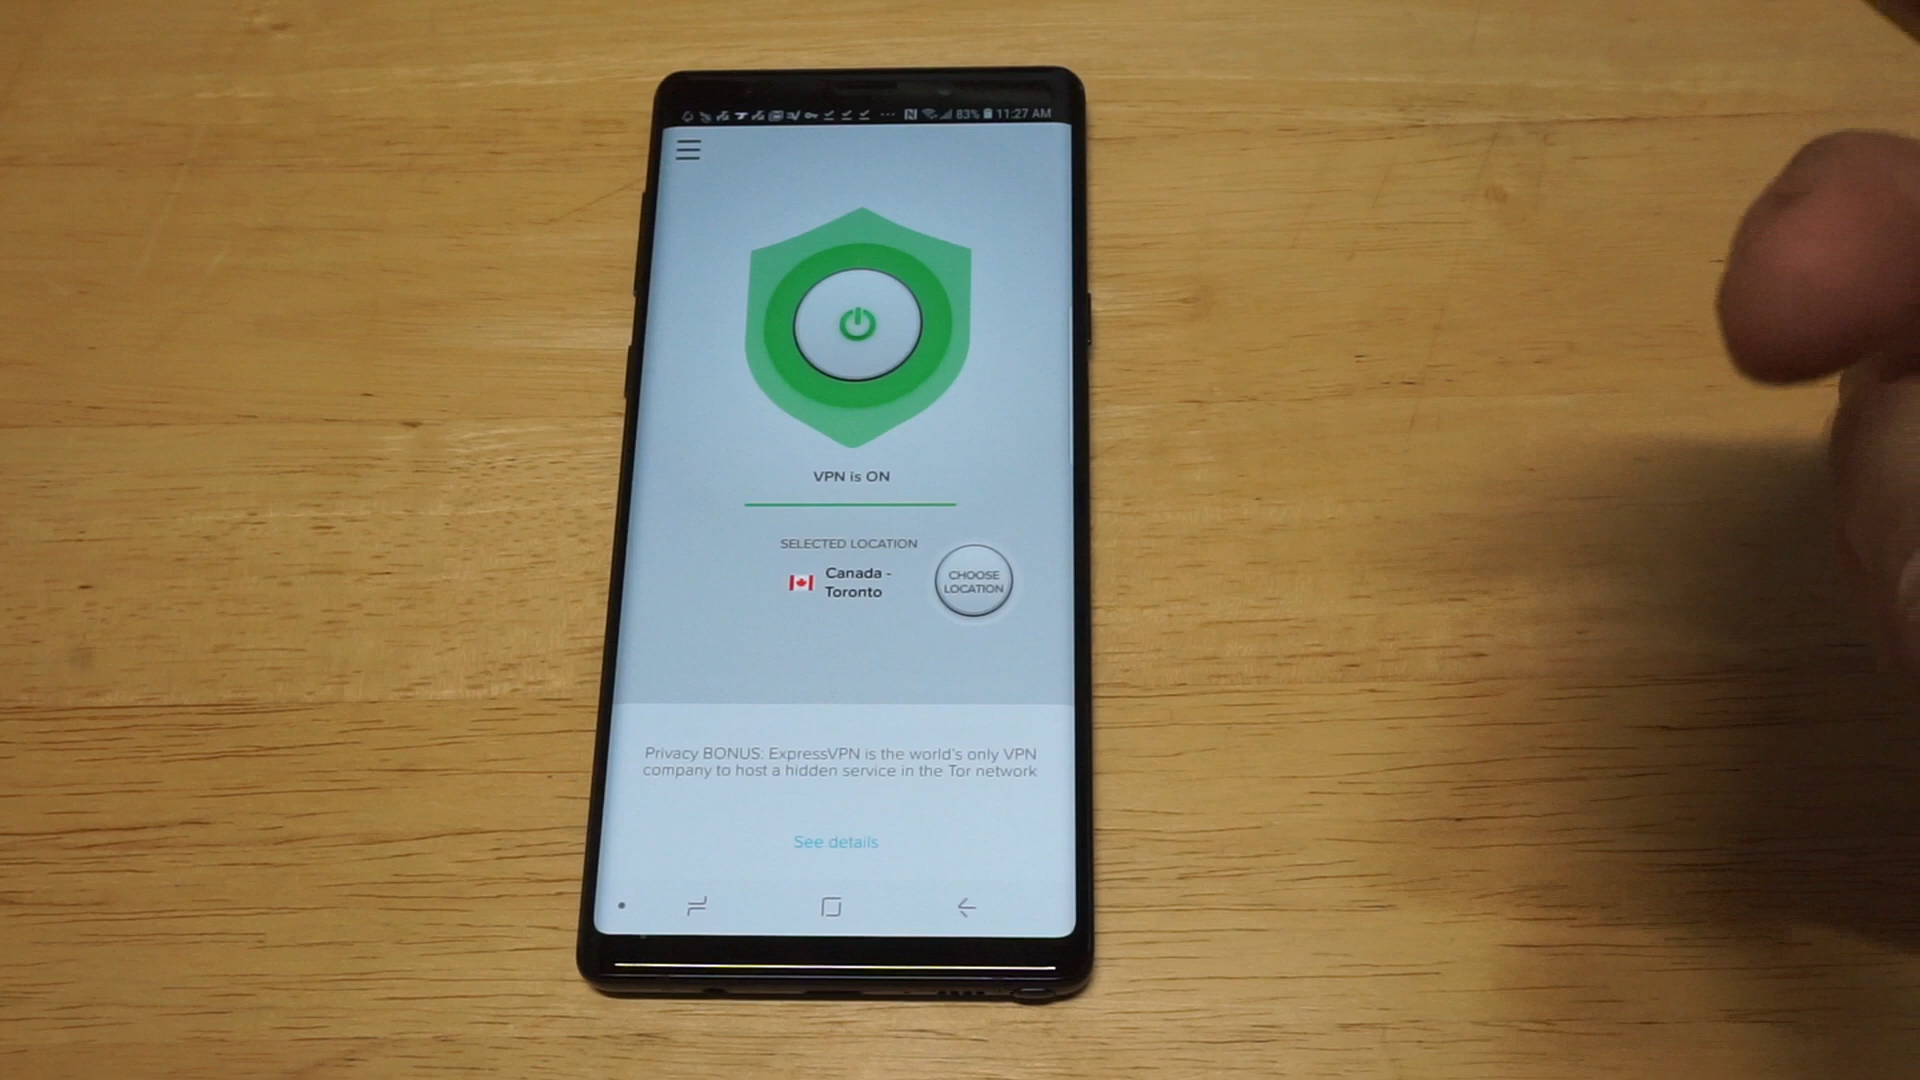 83% 11:27 AM
VPN is ON
SELECTED LOCATION
Canada -
Toronto
CHOOSE
LOCATION
Privacy BONUS: ExpressVPN is the world's only VPN
company to host a hidden service in the Tor network
See details